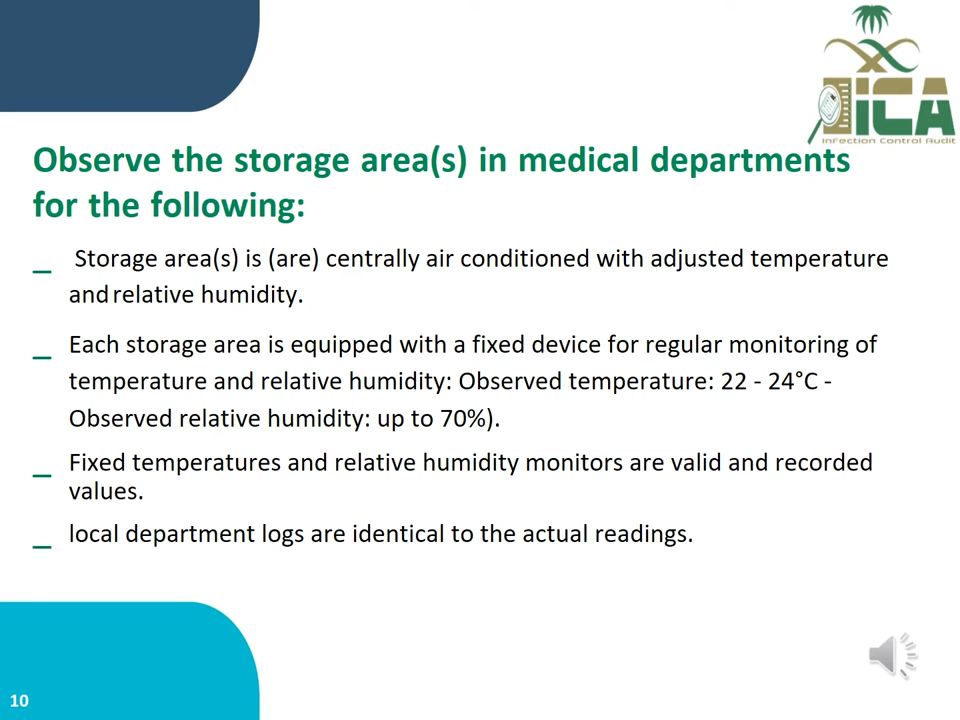 iCA
Infection Control Audit
Observe the storage area(s) in medical departments
for the following:
_ Storage area(s) is (are) centrally air conditioned with adjusted temperature
and relative humidity.
_ Each storage area is equipped with a fixed device for regular monitoring of
temperature and relative humidity: Observed temperature: 22 - 24°C -
Observed relative humidity: up to 70%).
_ Fixed temperatures and relative humidity monitors are valid and recorded
values.
_ local department logs are identical to the actual readings.
10